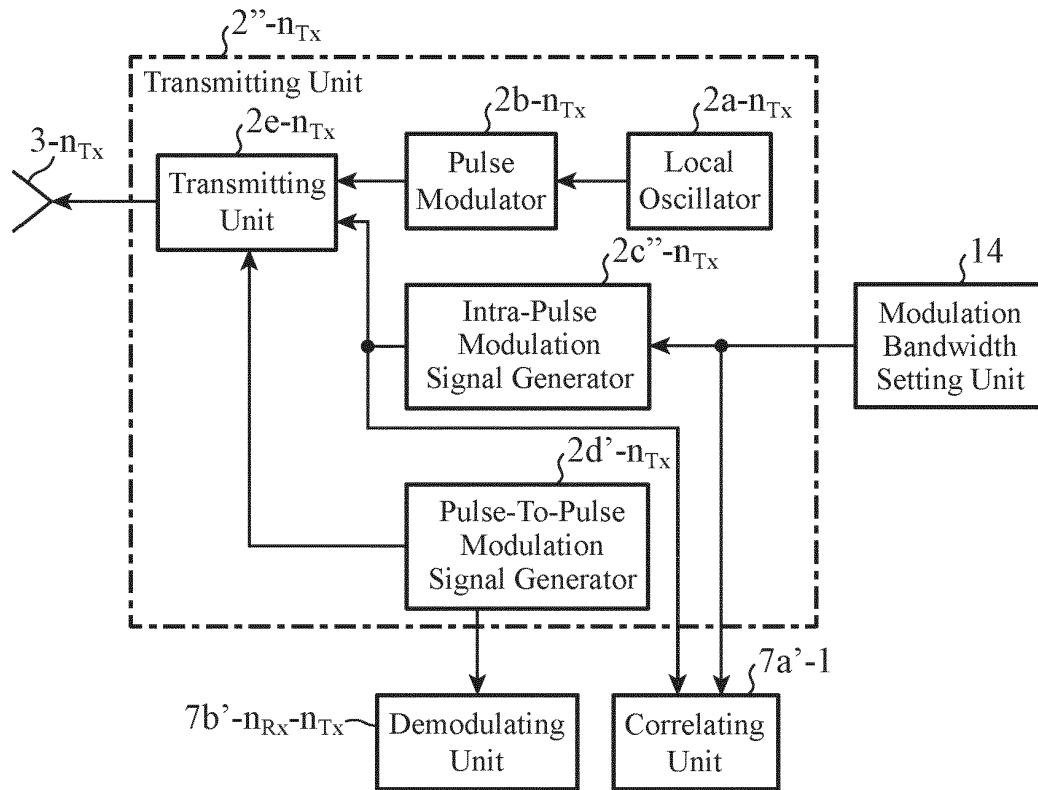 2”-nTx
Transmitting Unit
2b-nTx
2a-nTx
2e-nTx
3-nTx
Transmitting
Unit
Pulse
Modulator
Local
Oscillator
2c”-nTx
14
Intra-Pulse
Modulation
Signal Generator
Modulation
Bandwidth
Setting Unit
2d’-nTx
Pulse-To-Pulse
Modulation
Signal Generator
7a’-1
7b’-nRx-nTx
Demodulating
Unit
Correlating
Unit